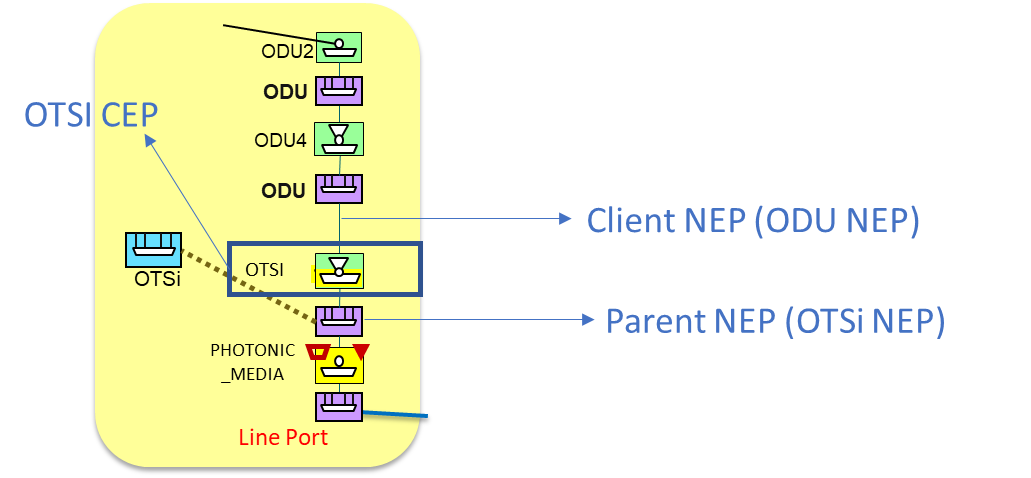 ODU2
ODU
OTSI CEP
ODU4
ODU
Client NEP (ODU NEP)
OTSI
OTSi
Parent NEP (OTSi NEP)
PHOTONIC
_MEDIA
Line Port